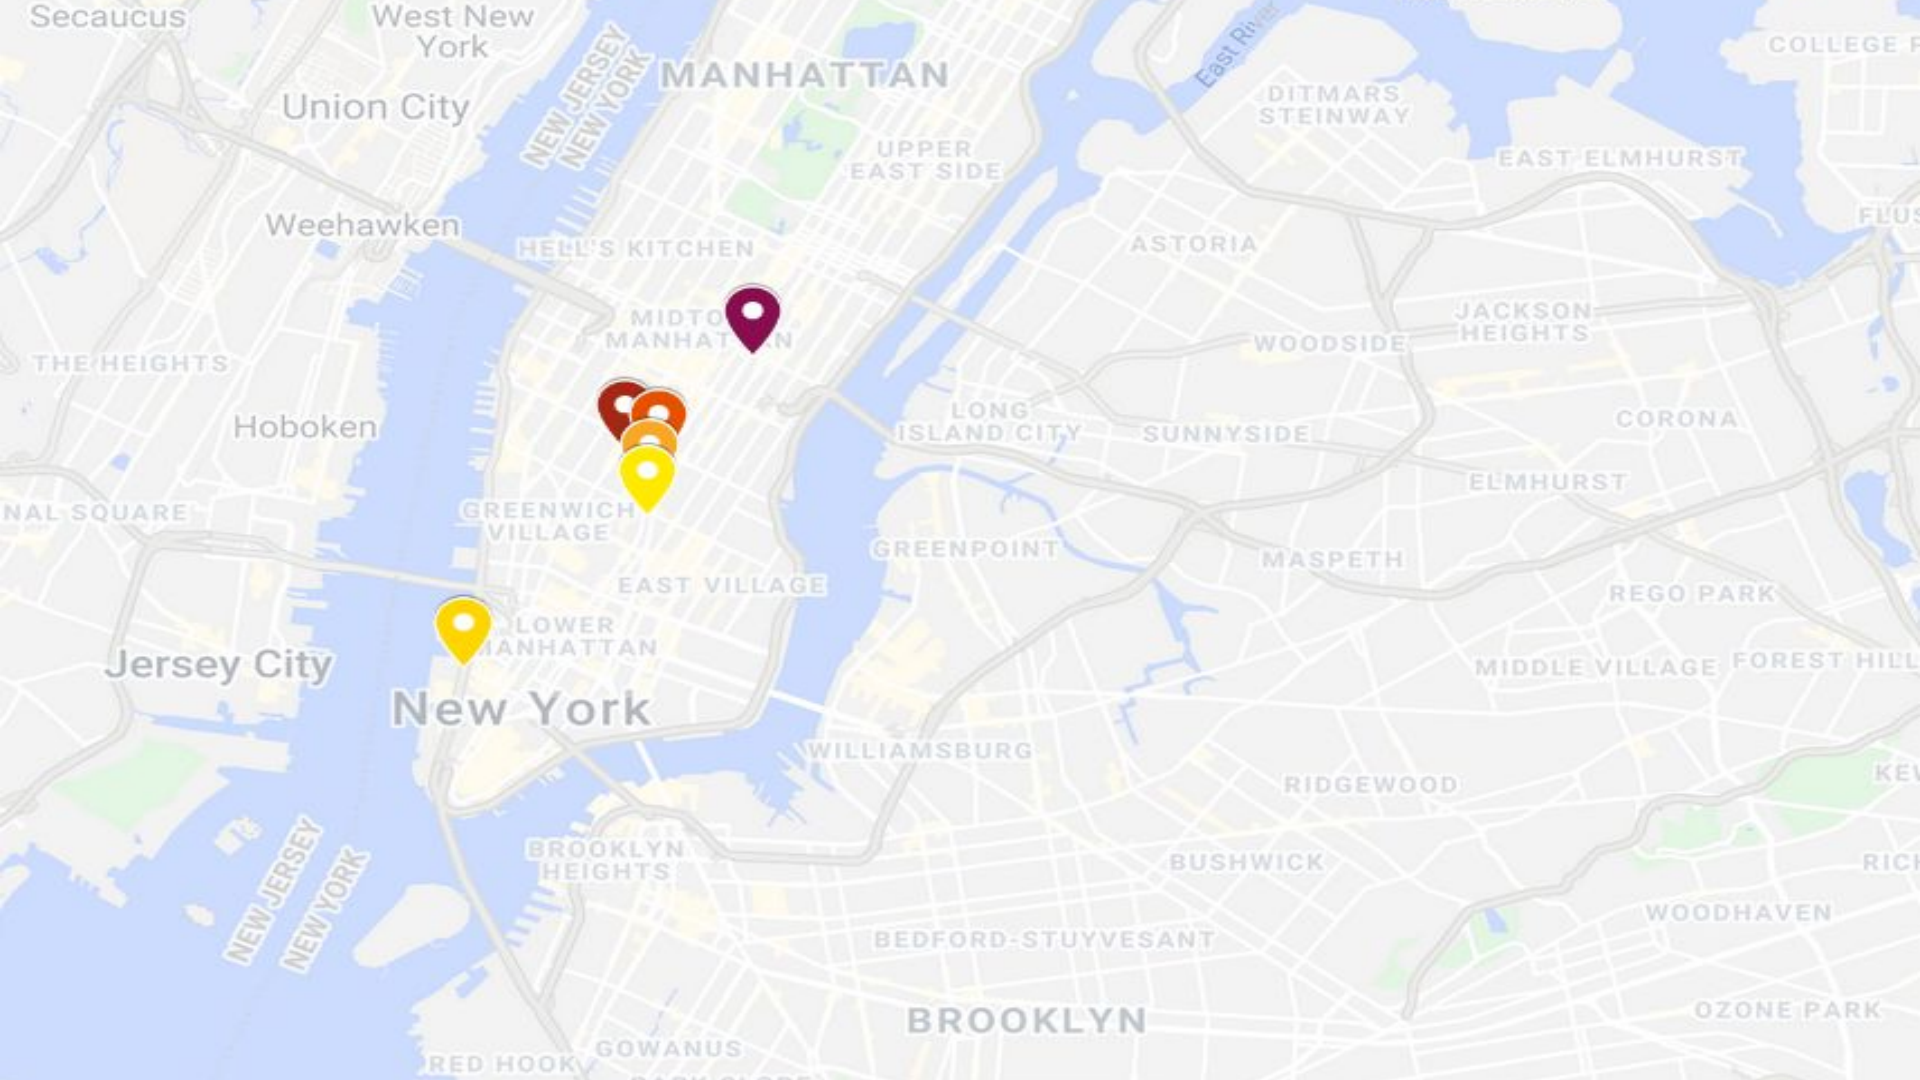 Secaucus
West New
York
MANHATTAN
COLLEGE P
Union City
NEW JERSEY
NEW YORK
East River
DITMARS
STEINWAY
UPPER
EAST SIDE
EAST ELMHURST
Weehawken
HELL'S KITCHEN
ASTORIA
FLUS
MIDTO
MANHATTAN
JACKSON
HEIGHTS
WOODSIDE
THE HEIGHTS
Hoboken
LONG
ISLAND CITY
SUNNYSIDE
CORONA
ELMHURST
NAL SQUARE
GREENWICH
VILLAGE
GREENPOINT
MASPETH
EAST VILLAGE
REGO PARK
LOWER
MANHATTAN
Jersey City
MIDDLE VILLAGE
FOREST HILL
New York
WILLIAMSBURG
RIDGEWOOD
KEW
BROOKLYN
HEIGHTS
BUSHWICK
RICH
NEW JERSEY
NEW YORK
WOODHAVEN
BEDFORD-STUYVESANT
BROOKLYN
OZONE PARK
RED HOOK
GOWANUS